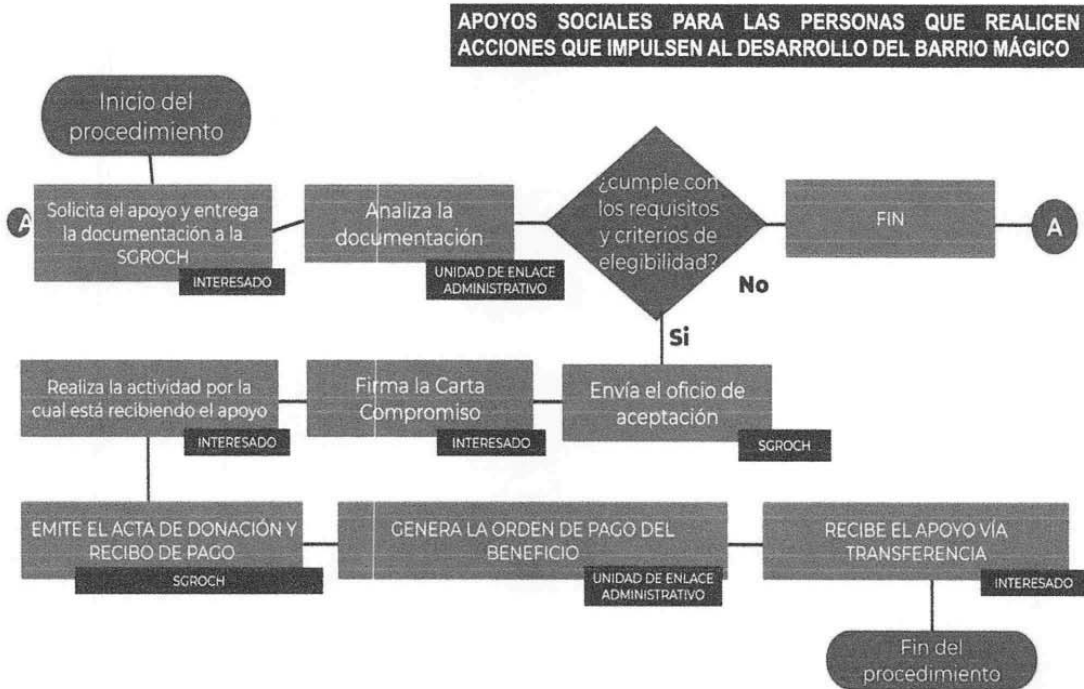 APOYOS SOCIALES PARA LAS PERSONAS QUE REALICEN
ACCIONES QUE IMPULSEN AL DESARROLLO DEL BARRIO MÁGICO
Inicio del
procedimiento
A
Solicita el apoyo y entrega
la documentación a la
SGROCH
INTERESADO
Analiza la
documentación
UNIDAD DE ENLACE
ADMINISTRATIVO
¿cumple con
los requisitos
y criterios de
elegibilidad?
No
FIN
A
Si
Realiza la actividad por la
cual está recibiendo el apoyo
INTERESADO
Firma la Carta
Compromiso
INTERESADO
Envía el oficio de
aceptación
SGROCH
EMITE EL ACTA DE DONACIÓN Y
RECIBO DE PAGO
SGROCH
GENERA LA ORDEN DE PAGO DEL
BENEFICIO
UNIDAD DE ENLACE
ADMINISTRATIVO
RECIBE EL APOYO VÍA
TRANSFERENCIA
INTERESADO
Fin del
procedimiento